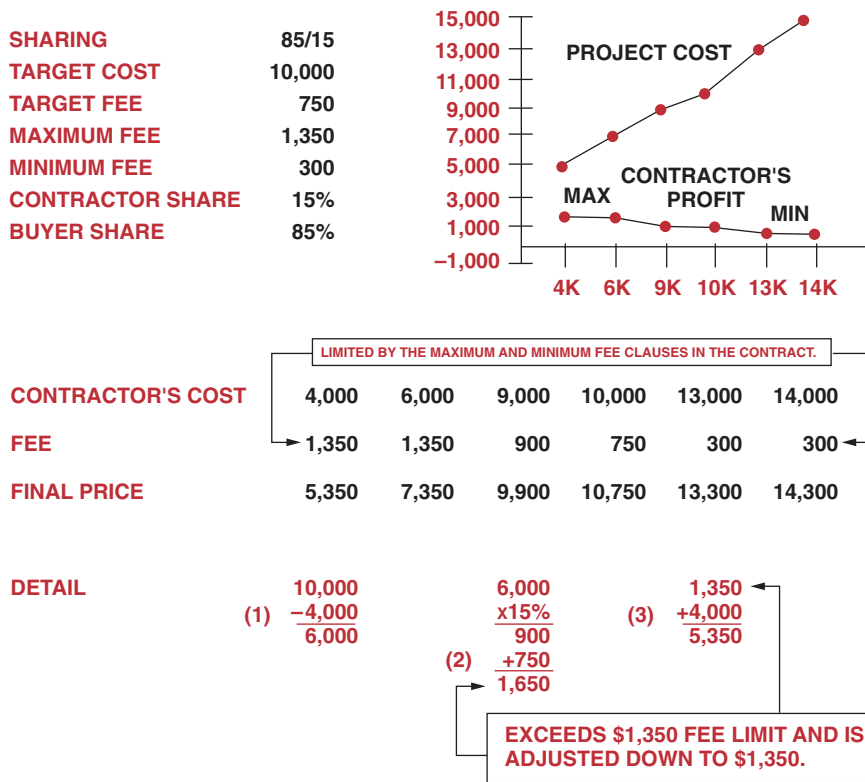 SHARING 85/15
TARGET COST 10,000
TARGET FEE 750
MAXIMUM FEE 1,350
MINIMUM FEE 300
CONTRACTOR SHARE 15%
BUYER SHARE 85%
15,000
13,000
11,000
9,000
7,000
5,000
3,000
1,000
–1,000
PROJECT COST
CONTRACTOR'S
PROFIT
MAX
MIN
4K 6K 9K 10K 13K 14K
LIMITED BY THE MAXIMUM AND MINIMUM FEE CLAUSES IN THE CONTRACT.
CONTRACTOR'S COST 4,000 6,000 9,000 10,000 13,000 14,000
FEE 1,350 1,350 900 750 300 300
FINAL PRICE 5,350 7,350 9,900 10,750 13,300 14,300
DETAIL
(1)
10,000
–4,000
6,000
6,000
x15%
900
(2) +750
1,650
1,350
(3) +4,000
5,350
EXCEEDS $1,350 FEE LIMIT AND IS
ADJUSTED DOWN TO $1,350.